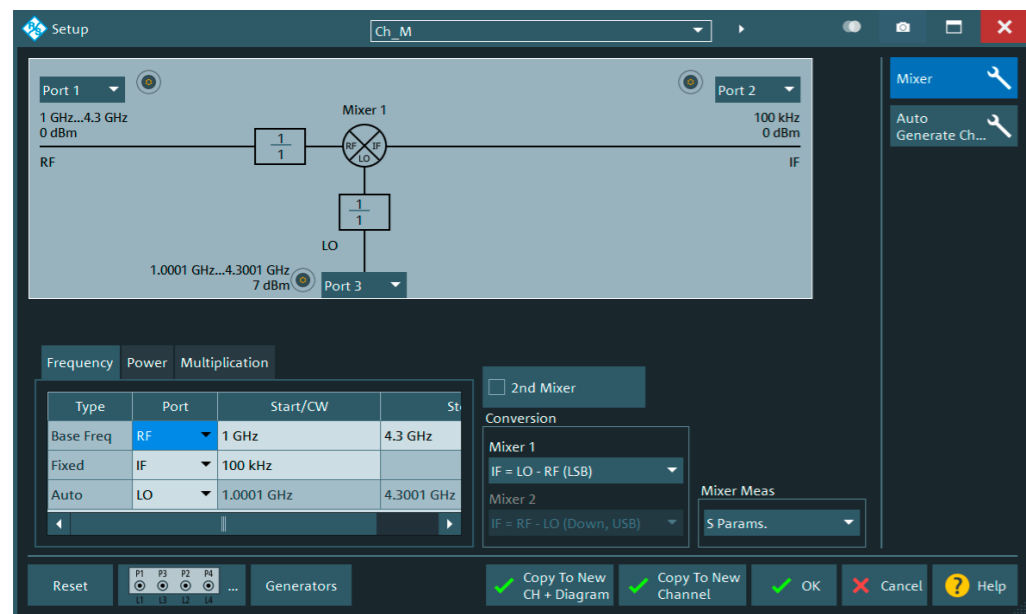 Setup
Ch_M
Port 1
1 GHz...4.3 GHz
0 dBm
RF
1
1
Mixer 1
RF IF
LO
Port 2
100 kHz
0 dBm
IF
1
1
LO
1.0001 GHz...4.3001 GHz
7 dBm
Port 3
Mixer
Auto
Generate Ch...
Frequency Power Multiplication
Type Port Start/CW St
Base Freq RF 1 GHz 4.3 GHz
Fixed IF 100 kHz
Auto LO 1.0001 GHz 4.3001 GHz
2nd Mixer
Conversion
Mixer 1
IF = LO - RF (LSB)
Mixer 2
IF = RF - LO (Down, USB)
Mixer Meas
S Params.
Reset
P1 P3 P2 P4
L1 L3 L2 L4
...
Generators
Copy To New
CH + Diagram
Copy To New
Channel
OK
Cancel
? Help